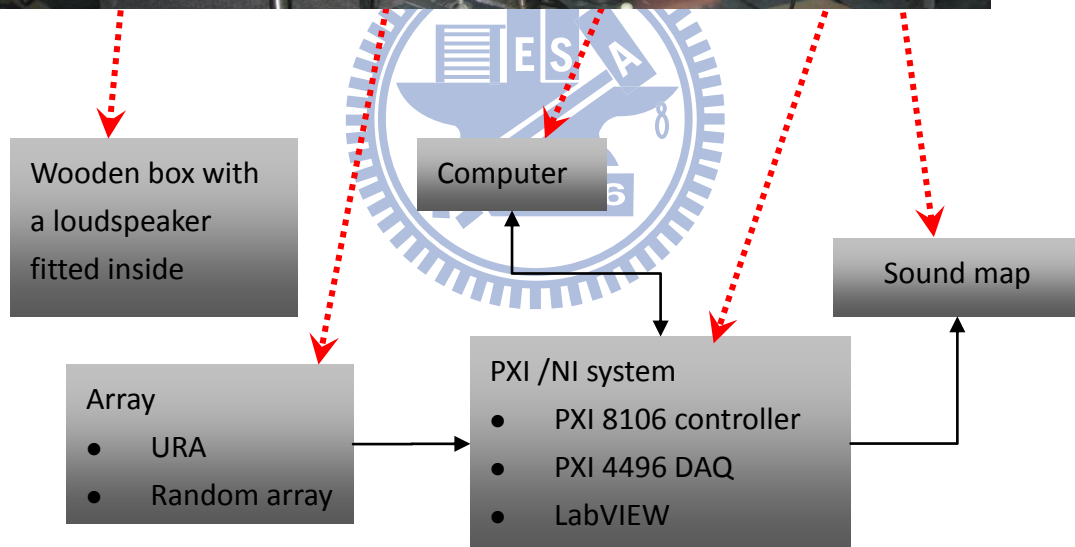 E S A
Wooden box with
a loudspeaker
fitted inside
Computer
6
Sound map
Array
● URA
● Random array
PXI /NI system
● PXI 8106 controller
● PXI 4496 DAQ
● LabVIEW